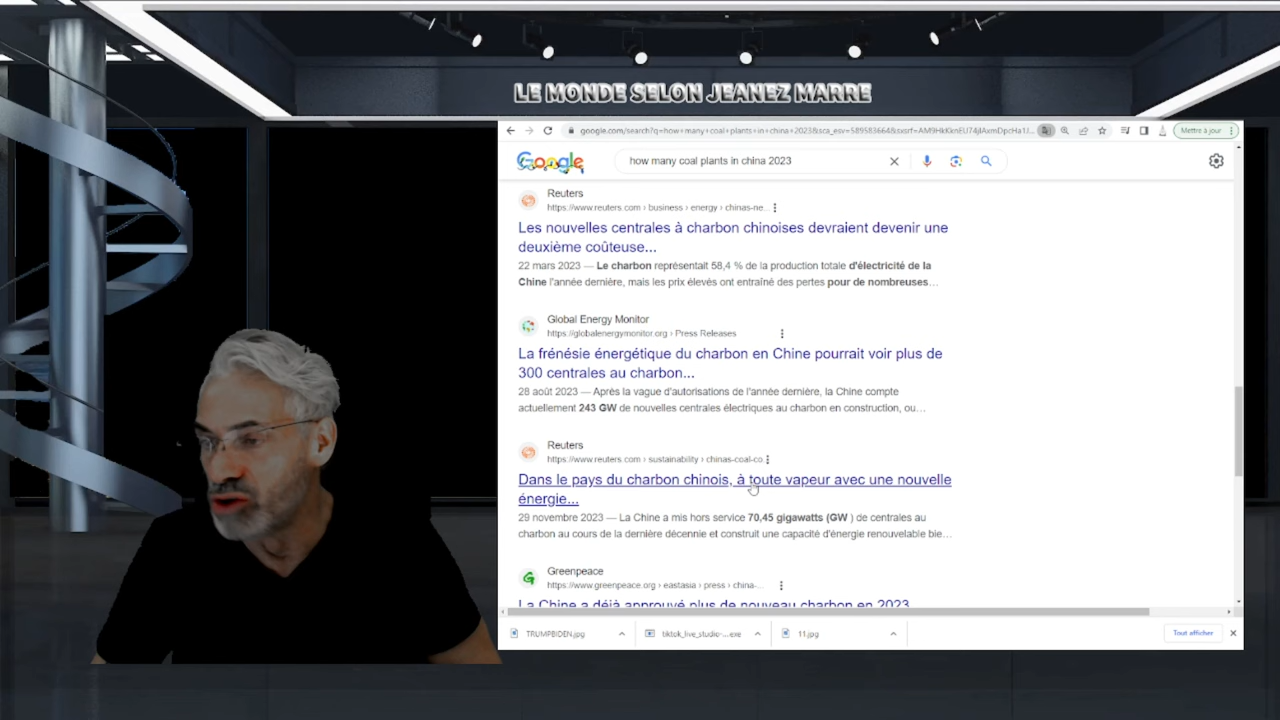 LE MONDE SELON JEANEZ MARRE
google.com/search?q=how+many+coal+plants+in+china+2023&sca_esv=589583664&sxsrf=
Mettre à jour
Google
how many coal plants in china 2023
Reuters
https://www.reuters.com › business › energy › chinas-ne...
Les nouvelles centrales à charbon chinoises devraient devenir une
deuxième coûteuse...
22 mars 2023 — Le charbon représentait 58,4 % de la production totale d'électricité de la
Chine l'année dernière, mais les prix élevés ont entraîné des pertes pour de nombreuses...
Global Energy Monitor
https://globalenergymonitor.org › Press Releases
La frénésie énergétique du charbon en Chine pourrait voir plus de
300 centrales au charbon...
28 août 2023 — Après la vague d'autorisations de l'année dernière, la Chine compte
actuellement 243 GW de nouvelles centrales électriques au charbon en construction, ou...
Reuters
https://www.reuters.com › sustainability › chinas-coal-co...
Dans le pays du charbon chinois, à toute vapeur avec une nouvelle
énergie...
29 novembre 2023 — La Chine a mis hors service 70,45 gigawatts (GW ) de centrales au
charbon au cours de la dernière décennie et construit une capacité d'énergie renouvelable bie...
Greenpeace
https://www.greenpeace.org › eastasia › press › china-...
La Chine a déjà approuvé plus de nouveau charbon en 2023
TRUMPBIDEN.jpg
tiktok_live_studio-....exe
11.jpg
Tout afficher